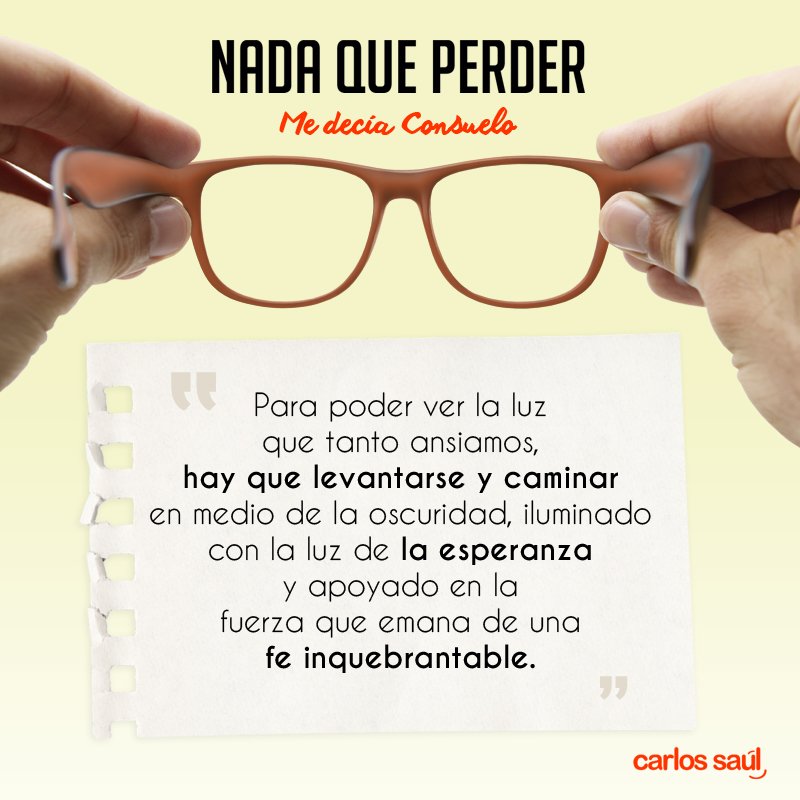 NADA QUE PERDER
Me decía Consuelo
"
Para poder ver la luz
que tanto ansiamos,
hay que levantarse y caminar
en medio de la oscuridad, iluminado
con la luz de la esperanza
y apoyado en la
fuerza que emana de una
fe inquebrantable.
"
carlos saúl